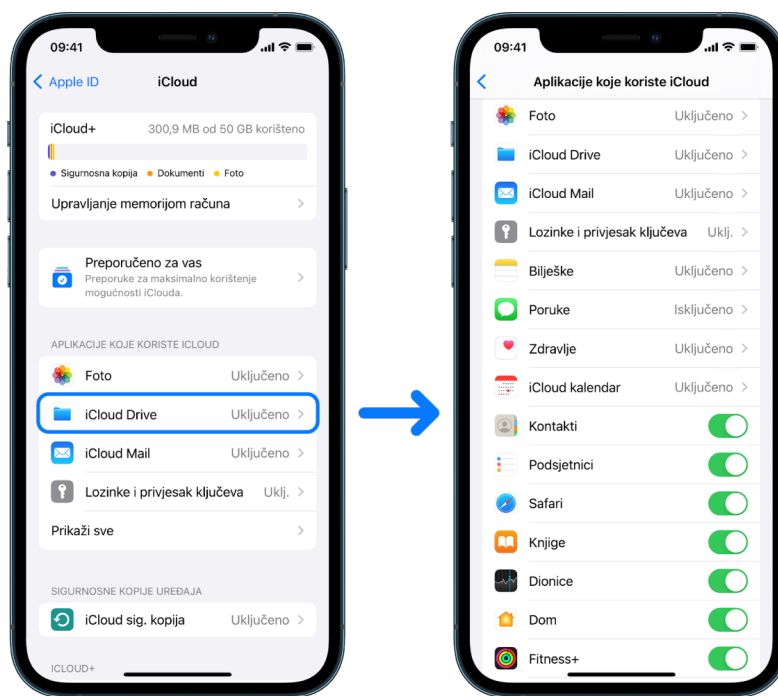 09:41
Apple ID
iCloud
iCloud+ 300,9 MB od 50 GB korišteno
Sigurnosna kopija Dokumenti Foto
Upravljanje memorijom računa
Preporučeno za vas
Preporuke za maksimalno korištenje
mogućnosti iClouda.
APLIKACIJE KOJE KORISTE ICLOUD
Foto Uključeno
iCloud Drive Uključeno
iCloud Mail Uključeno
Lozinke i privjesak ključeva Uklj.
Prikaži sve
SIGURNOSNE KOPIJE UREĐAJA
iCloud sig. kopija Uključeno
ICLOUD+
09:41
Aplikacije koje koriste iCloud
Foto Uključeno
iCloud Drive Uključeno
iCloud Mail Uključeno
Lozinke i privjesak ključeva Uklj.
Bilješke Uključeno
Poruke Isključeno
Zdravlje Uključeno
iCloud kalendar Uključeno
Kontakti
Podsjetnici
Safari
Knjige
Dionice
Dom
Fitness+